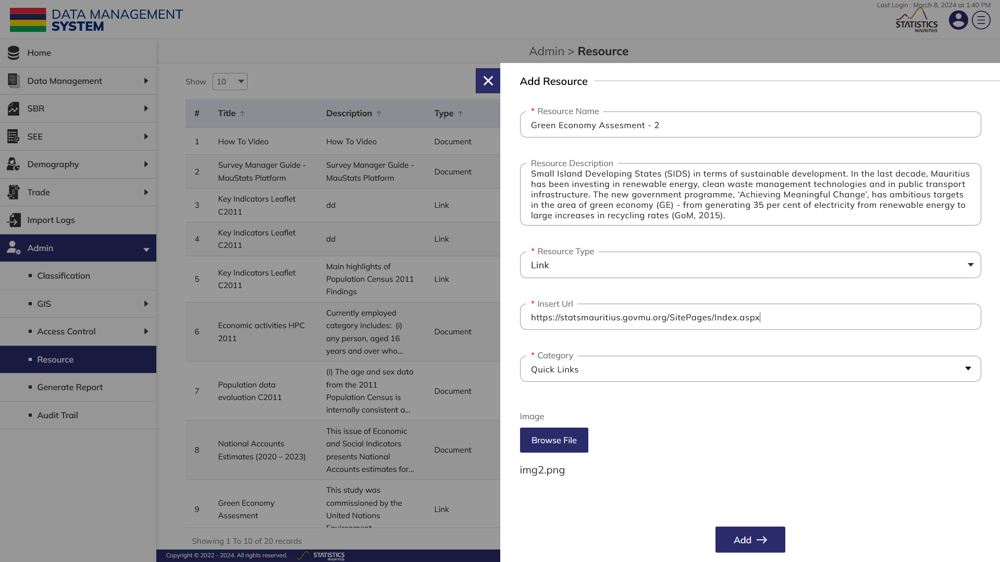 DATA MANAGEMENT
SYSTEM
Last Login : March 8, 2024 at 1:40 PM
STATISTICS
MAURITIUS
Home
Data Management
SBR
SEE
Demography
Trade
Import Logs
Admin
Classification
GIS
Access Control
Resource
Generate Report
Audit Trail
Admin > Resource
Show 10
# Title Description Type
1 How To Video How To Video Document
2 Survey Manager Guide - MauStats Platform Survey Manager Guide - MauStats Platform Document
3 Key Indicators Leaflet C2011 dd Link
4 Key Indicators Leaflet C2011 dd Link
5 Key Indicators Leaflet C2011 Main highlights of Population Census 2011 Findings Link
6 Economic activities HPC 2011 Currently employed category includes: (i) any person, aged 16 years and over who... Document
7 Population data evaluation C2011 (i) The age and sex data from the 2011 Population Census is internally consistent a... Document
8 National Accounts Estimates (2020 – 2023) This issue of Economic and Social Indicators presents National Accounts estimates for... Document
9 Green Economy Assesment This study was commissioned by the United Nations Environment Link
Showing 1 To 10 of 20 records
Copyright © 2022 - 2024. All rights reserved.
STATISTICS
MAURITIUS
Add Resource
* Resource Name
Green Economy Assesment - 2
Resource Description
Small Island Developing States (SIDS) in terms of sustainable development. In the last decade, Mauritius
has been investing in renewable energy, clean waste management technologies and in public transport
infrastructure. The new government programme, ‘Achieving Meaningful Change’, has ambitious targets
in the area of green economy (GE) - from generating 35 per cent of electricity from renewable energy to
large increases in recycling rates (GoM, 2015).
* Resource Type
Link
* Insert Url
https://statsmauritius.govmu.org/SitePages/Index.aspx
* Category
Quick Links
Image
Browse File
img2.png
Add